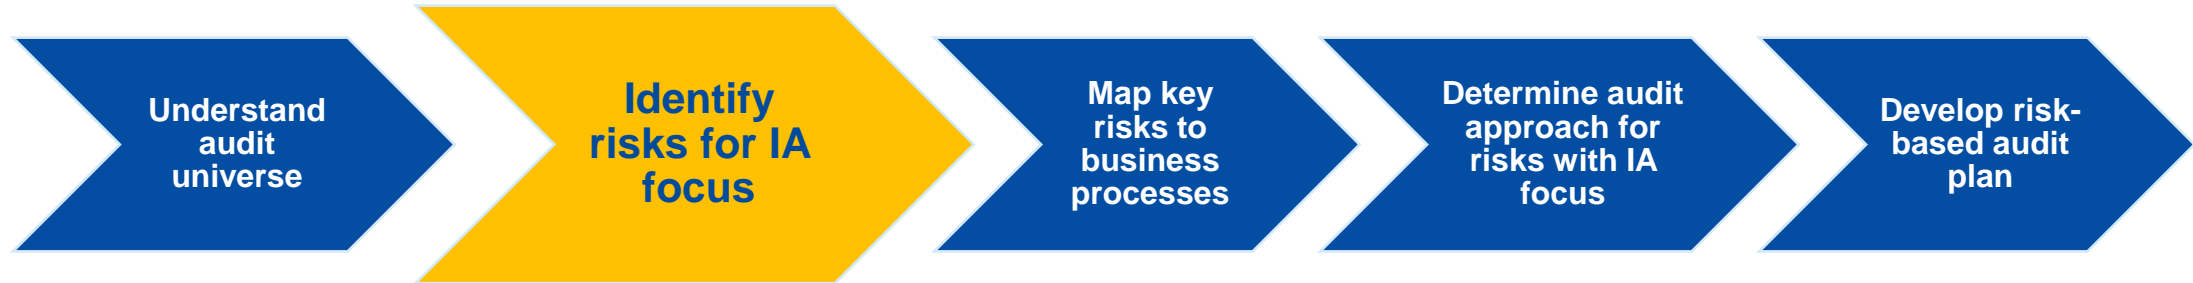 Understand
audit
universe
Identify
risks for IA
focus
Map key
risks to
business
processes
Determine audit
approach for
risks with IA
focus
Develop risk-
based audit
plan